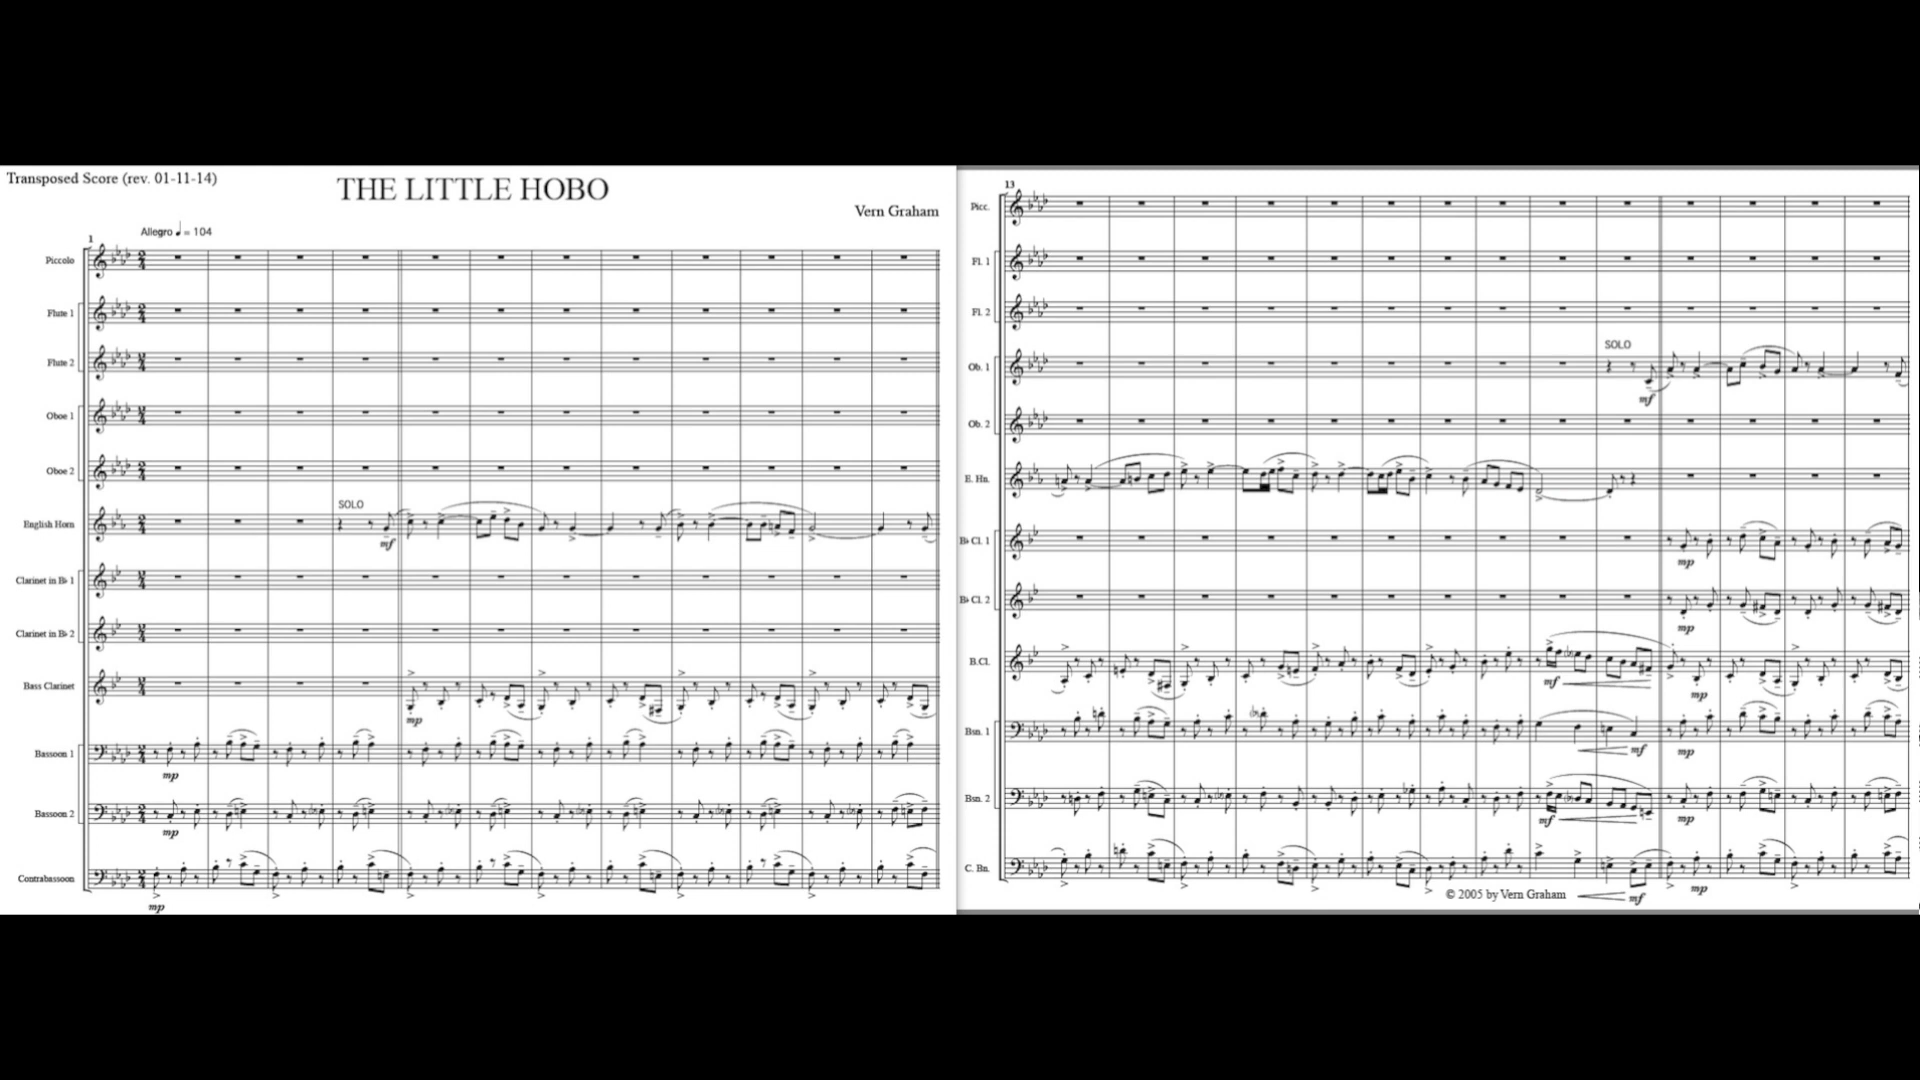 Transposed Score (rev. 01-11-14)
THE LITTLE HOBO
Vern Graham
Allegro ♩ = 104
1
Piccolo
Flute 1
Flute 2
Oboe 1
Oboe 2
SOLO
English Horn
mf
Clarinet in B♭ 1
Clarinet in B♭ 2
Bass Clarinet
mp
Bassoon 1
mp
Bassoon 2
mp
Contrabassoon
mp
13
Picc.
Fl. 1
Fl. 2
SOLO
Ob. 1
mf
Ob. 2
E. Hn.
B♭ Cl. 1
mp
B♭ Cl. 2
mp
B.Cl.
mf mp
Bsn. 1
mf mp
Bsn. 2
mf mp
C. Bn.
mf mp
© 2005 by Vern Graham